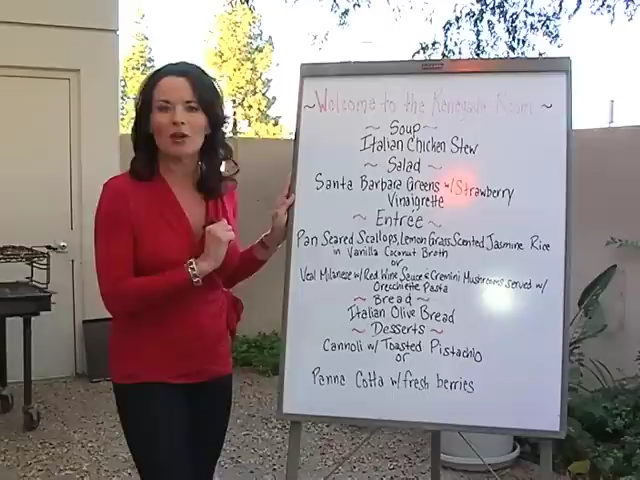 ~Welcome to the Renegade Room~
~ Soup ~
Italian Chicken Stew
~ Salad ~
Santa Barbara Greens w/Strawberry
Vinaigrette
~ Entrée ~
Pan Seared Scallops, Lemon Grass Scented Jasmine Rice
in Vanilla Coconut Broth
or
Veal Milanese w/Red Wine Sauce & Cremini Mushrooms served w/
Orecchiette Pasta
~ Bread ~
Italian Olive Bread
~ Desserts ~
Cannoli w/ Toasted Pistachio
or
Panna Cotta w/fresh berries